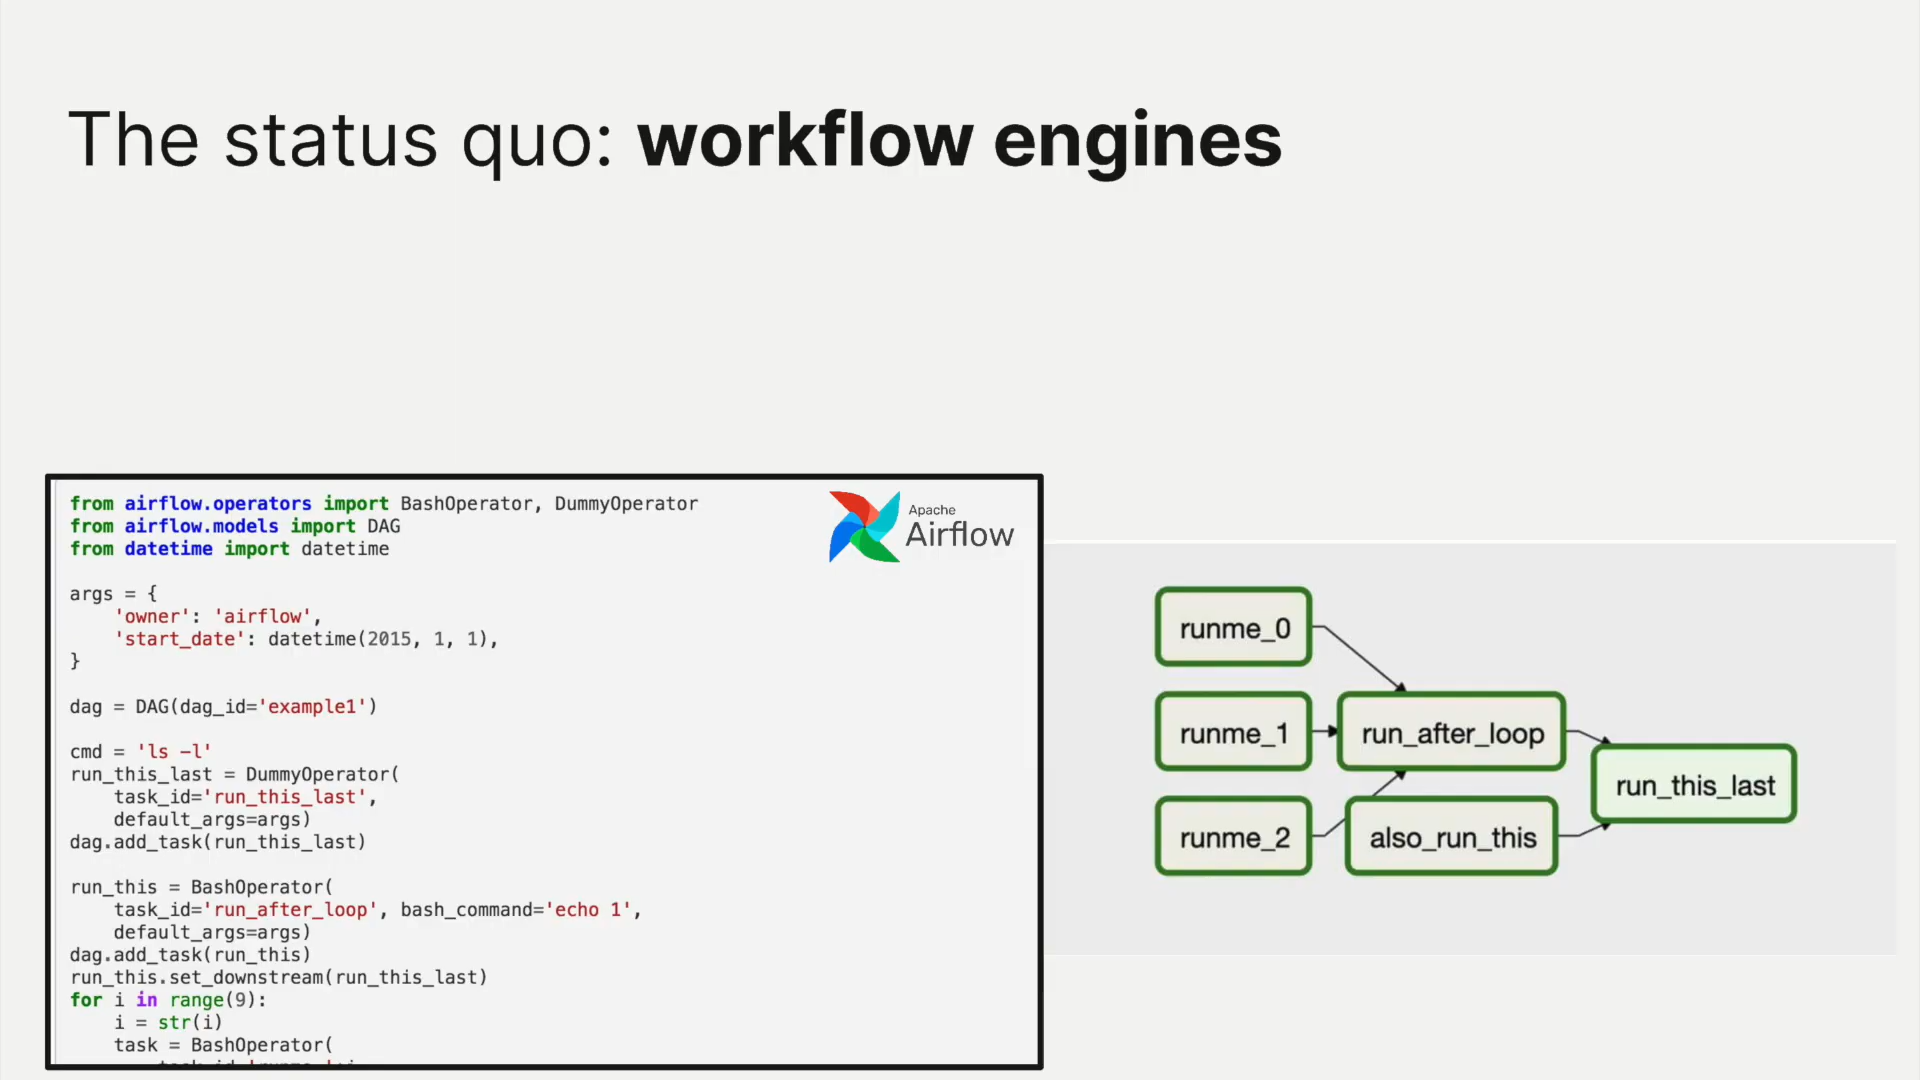 The status quo: workflow engines
from airflow.operators import BashOperator, DummyOperator
from airflow.models import DAG
from datetime import datetime
args = {
    'owner': 'airflow',
    'start_date': datetime(2015, 1, 1),
}
dag = DAG(dag_id='example1')
cmd = 'ls -l'
run_this_last = DummyOperator(
    task_id='run_this_last',
    default_args=args)
dag.add_task(run_this_last)
run_this = BashOperator(
    task_id='run_after_loop', bash_command='echo 1',
    default_args=args)
dag.add_task(run_this)
run_this.set_downstream(run_this_last)
for i in range(9):
    i = str(i)
    task = BashOperator(
Apache
Airflow
runme_0
runme_1
run_after_loop
run_this_last
runme_2
also_run_this